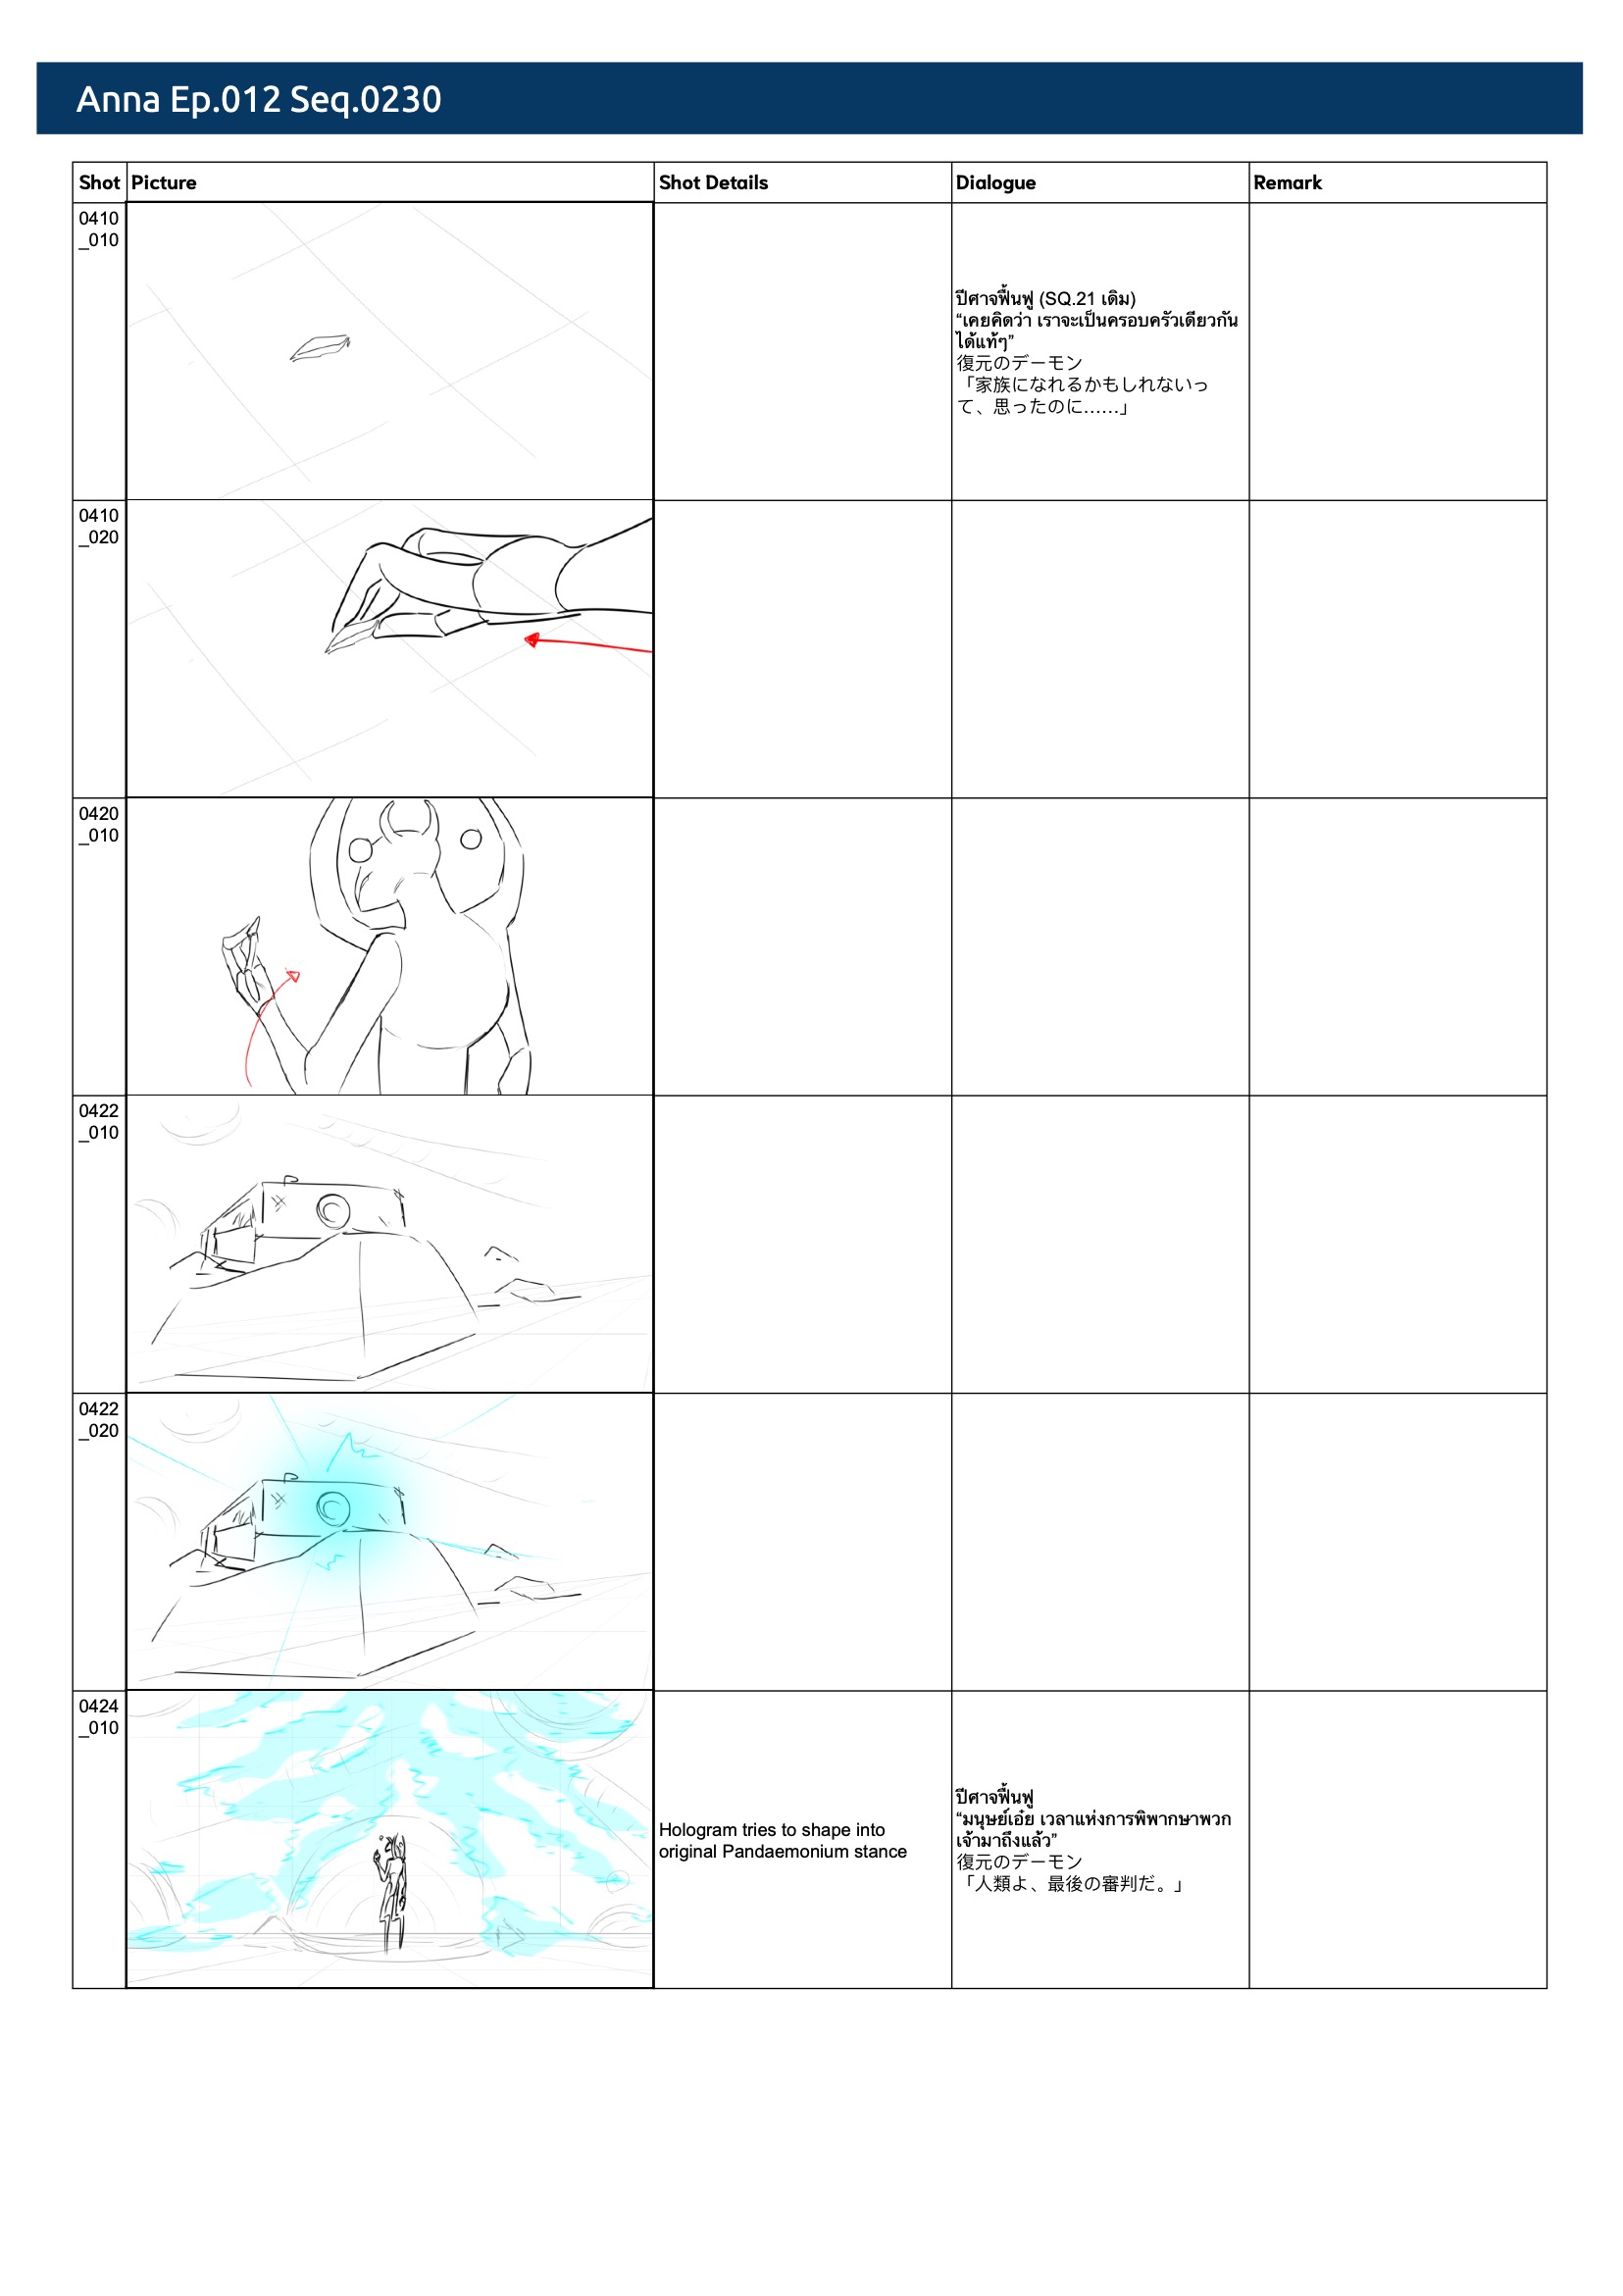 Anna Ep.012 Seq.0230
Shot Picture Shot Details Dialogue Remark
0410
_010
ปีศาจฟื้นฟู (SQ.21 เดิม)
“เคยคิดว่า เราจะเป็นครอบครัวเดียวกัน
ได้แท้ๆ”
復元のデーモン
「家族になれるかもしれないっ
て、思ったのに……」
0410
_020
0420
_010
0422
_010
0422
_020
0424
_010
Hologram tries to shape into
original Pandaemonium stance
ปีศาจฟื้นฟู
“มนุษย์เอ๋ย เวลาแห่งการพิพากษาพวก
เจ้ามาถึงแล้ว”
復元のデーモン
「人類よ、最後の審判だ。」